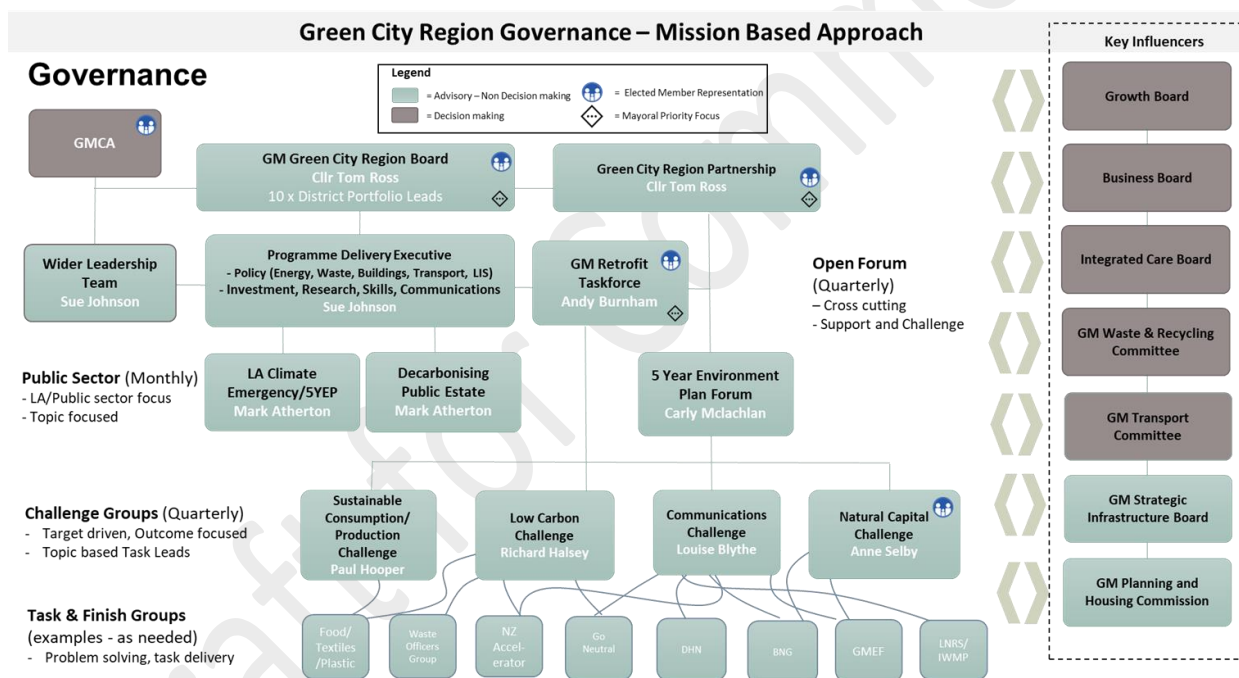 Green City Region Governance – Mission Based Approach
Governance
Legend
= Advisory – Non Decision making
= Elected Member Representation
= Decision making
= Mayoral Priority Focus
GMCA
GM Green City Region Board
Cllr Tom Ross
10 x District Portfolio Leads
Green City Region Partnership
Cllr Tom Ross
Wider Leadership
Team
Sue Johnson
Programme Delivery Executive
- Policy (Energy, Waste, Buildings, Transport, LIS)
- Investment, Research, Skills, Communications
Sue Johnson
GM Retrofit
Taskforce
Andy Burnham
Open Forum
(Quarterly)
– Cross cutting
- Support and Challenge
Public Sector (Monthly)
- LA/Public sector focus
- Topic focused
LA Climate
Emergency/5YEP
Mark Atherton
Decarbonising
Public Estate
Mark Atherton
5 Year Environment
Plan Forum
Carly Mclachlan
Challenge Groups (Quarterly)
- Target driven, Outcome focused
- Topic based Task Leads
Sustainable
Consumption/
Production
Challenge
Paul Hooper
Low Carbon
Challenge
Richard Halsey
Communications
Challenge
Louise Blythe
Natural Capital
Challenge
Anne Selby
Task & Finish Groups
(examples - as needed)
- Problem solving, task delivery
Food/
Textiles
/Plastic
Waste
Officers
Group
NZ
Accel-
erator
Go
Neutral
DHN
BNG
GMEF
LNRS/
IWMP
Key Influencers
Growth Board
Business Board
Integrated Care Board
GM Waste & Recycling
Committee
GM Transport
Committee
GM Strategic
Infrastructure Board
GM Planning and
Housing Commission